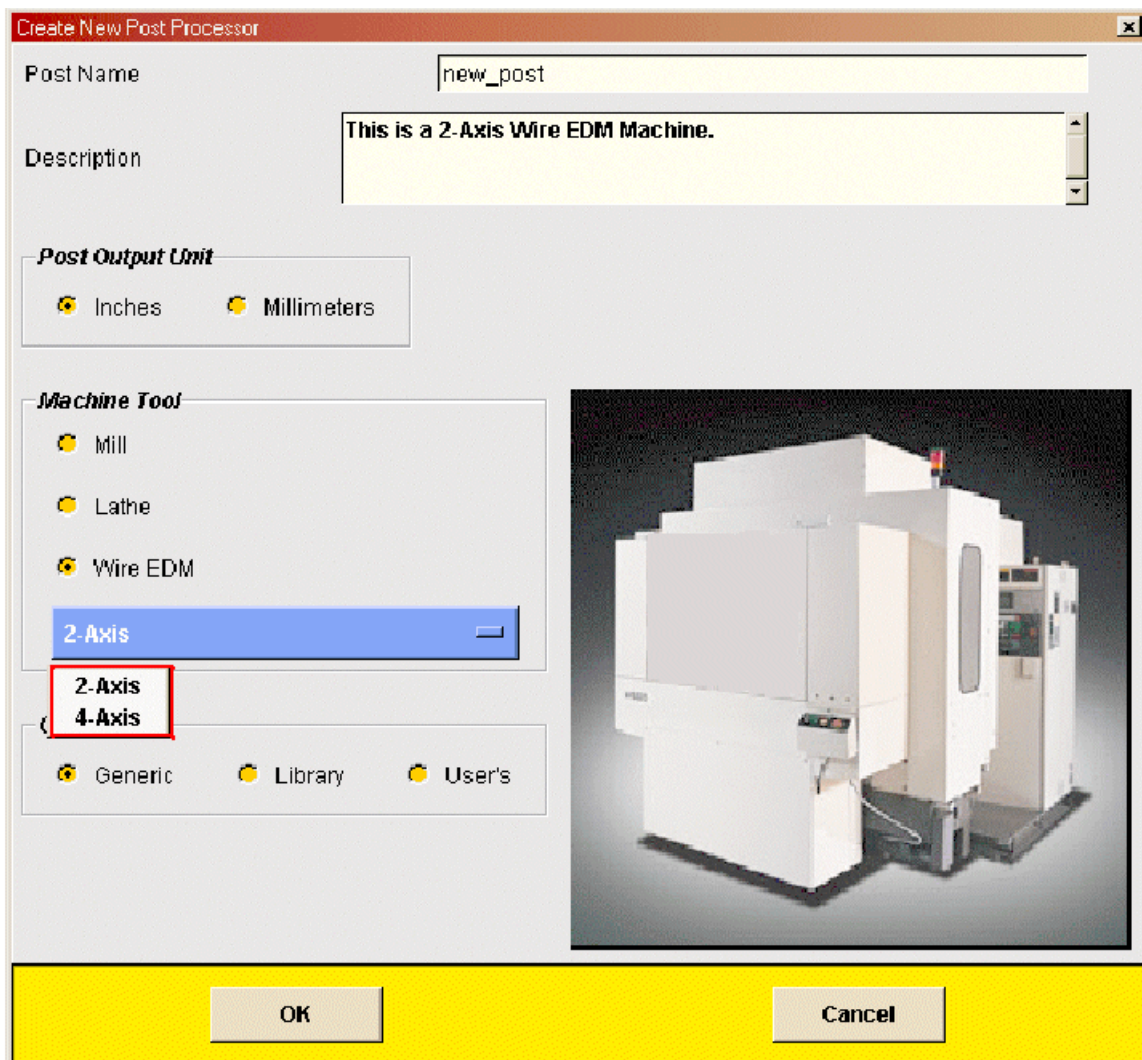 Create New Post Processor
Post Name
new_post
Description
This is a 2-Axis Wire EDM Machine.
Post Output Unit
Inches
Millimeters
Machine Tool
Mill
Lathe
Wire EDM
2-Axis
2-Axis
4-Axis
Generic
Library
User's
OK
Cancel